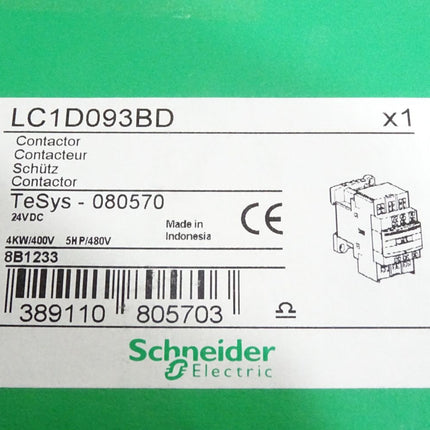 LC1D093BD x1
Contactor
Contacteur
Schütz
Contactor
TeSys - 080570
24VDC
Made in
Indonesia
CE
4KW/400V 5HP/480V
8B1233
389110 805703
Schneider
Electric